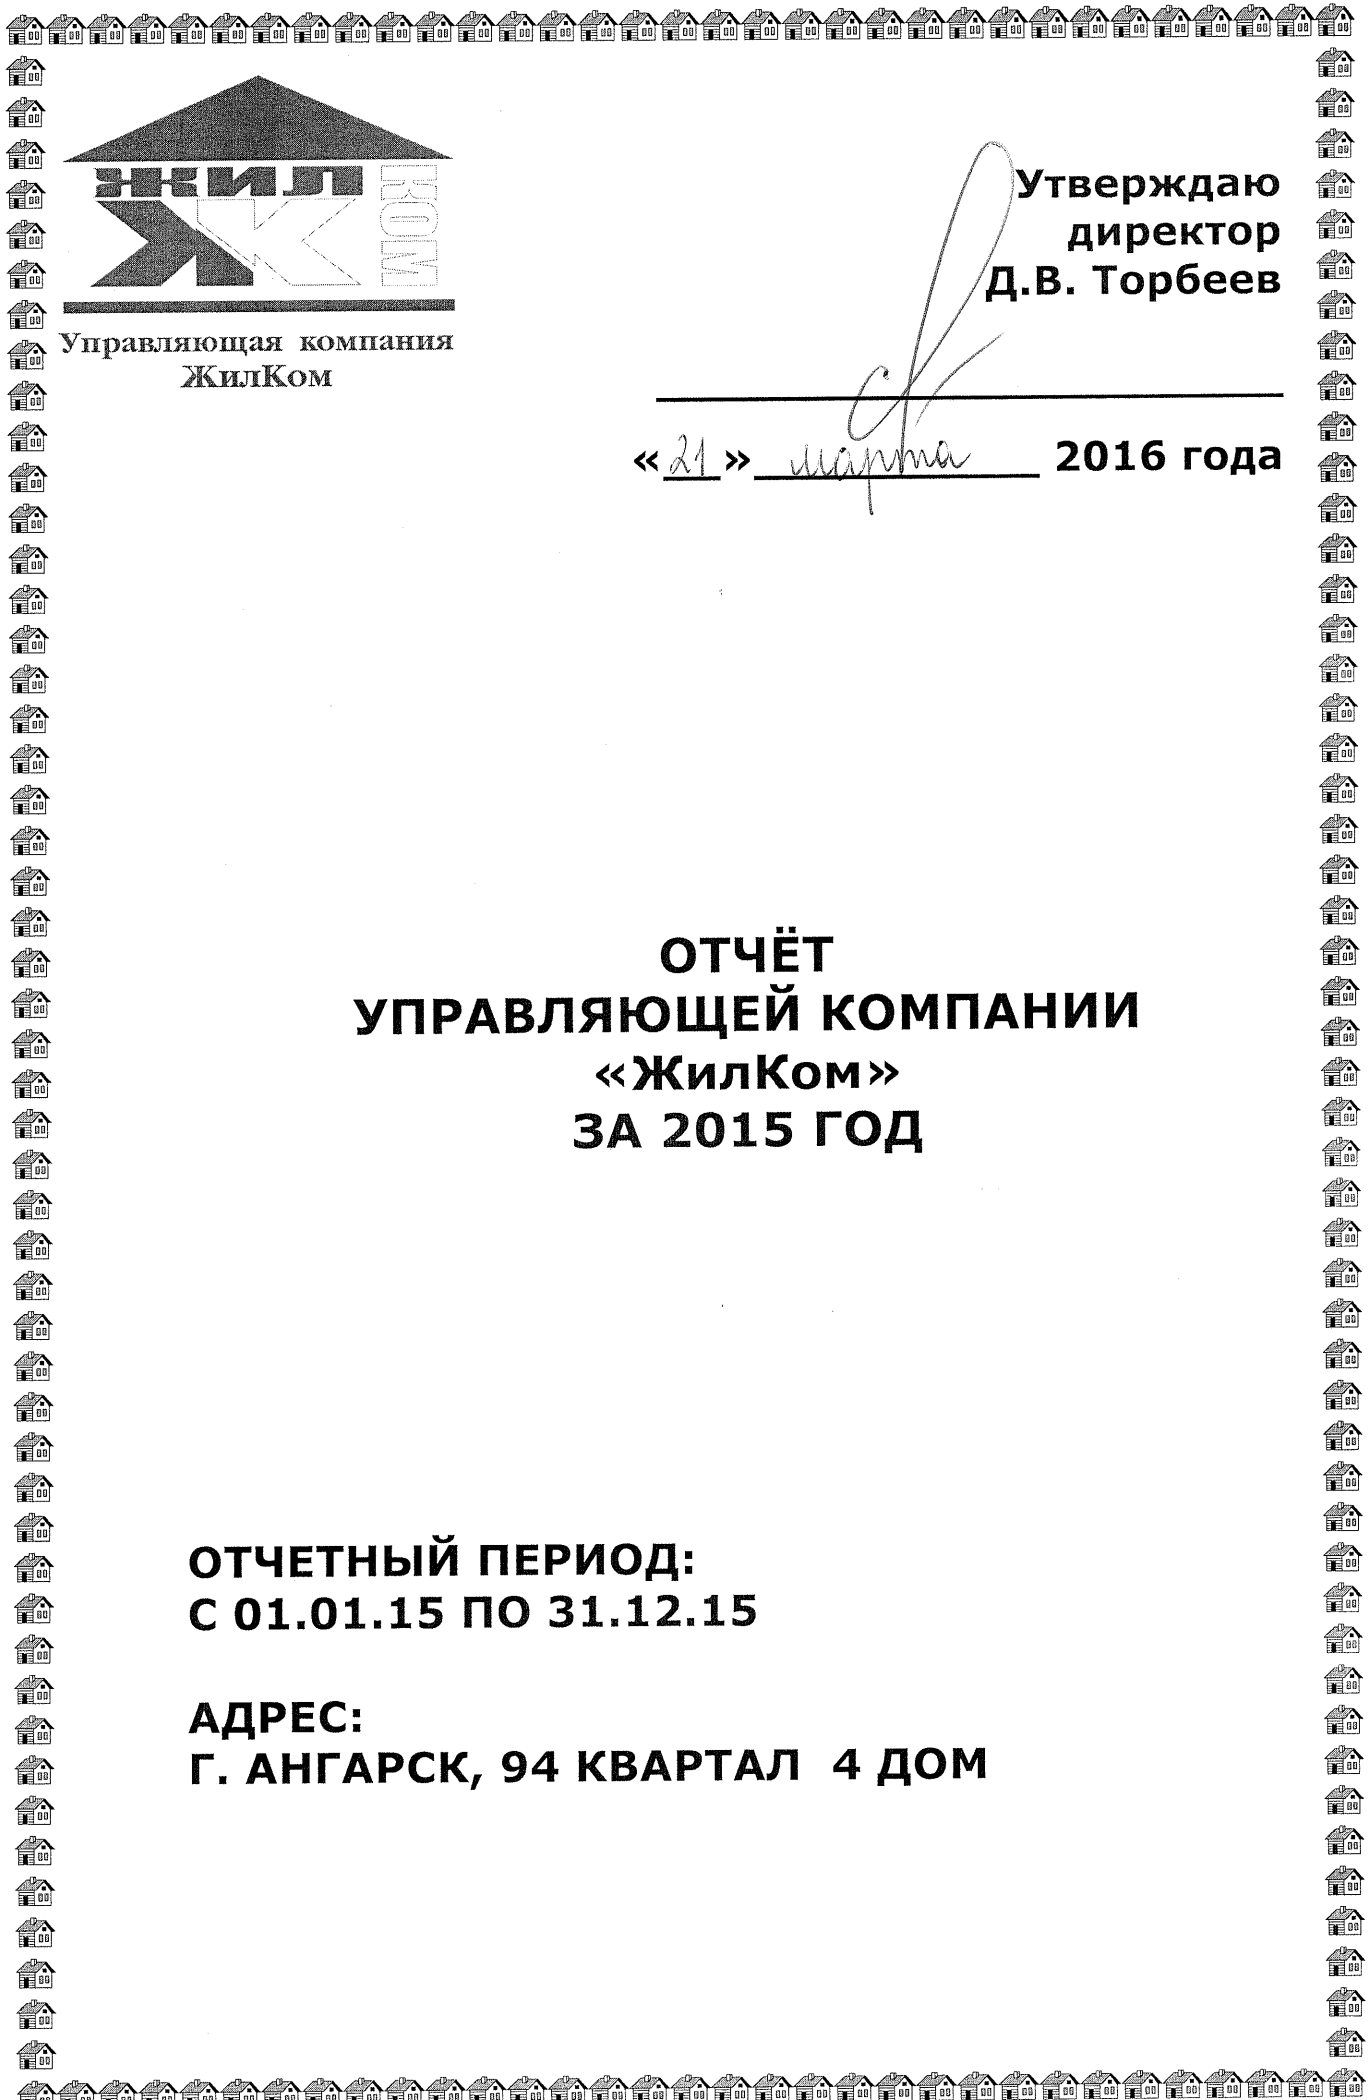 ЖИЛ
КОМ
ЖК
Управляющая компания
ЖилКом
Утверждаю
директор
Д.В. Торбеев
«21» марта 2016 года
ОТЧЁТ
УПРАВЛЯЮЩЕЙ КОМПАНИИ
«ЖилКом»
ЗА 2015 ГОД
ОТЧЕТНЫЙ ПЕРИОД:
С 01.01.15 ПО 31.12.15
АДРЕС:
Г. АНГАРСК, 94 КВАРТАЛ 4 ДОМ